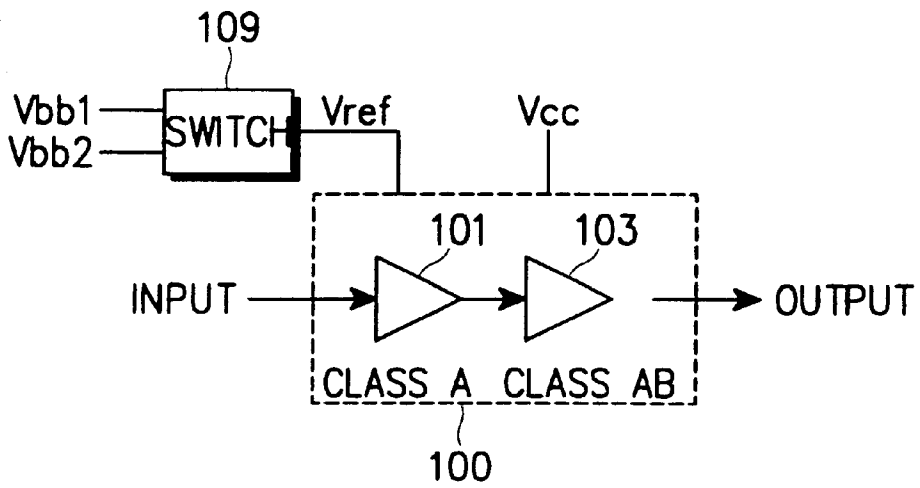 109
Vbb1
Vbb2
SWITCH
Vref
Vcc
101
103
INPUT
OUTPUT
CLASS A
CLASS AB
100